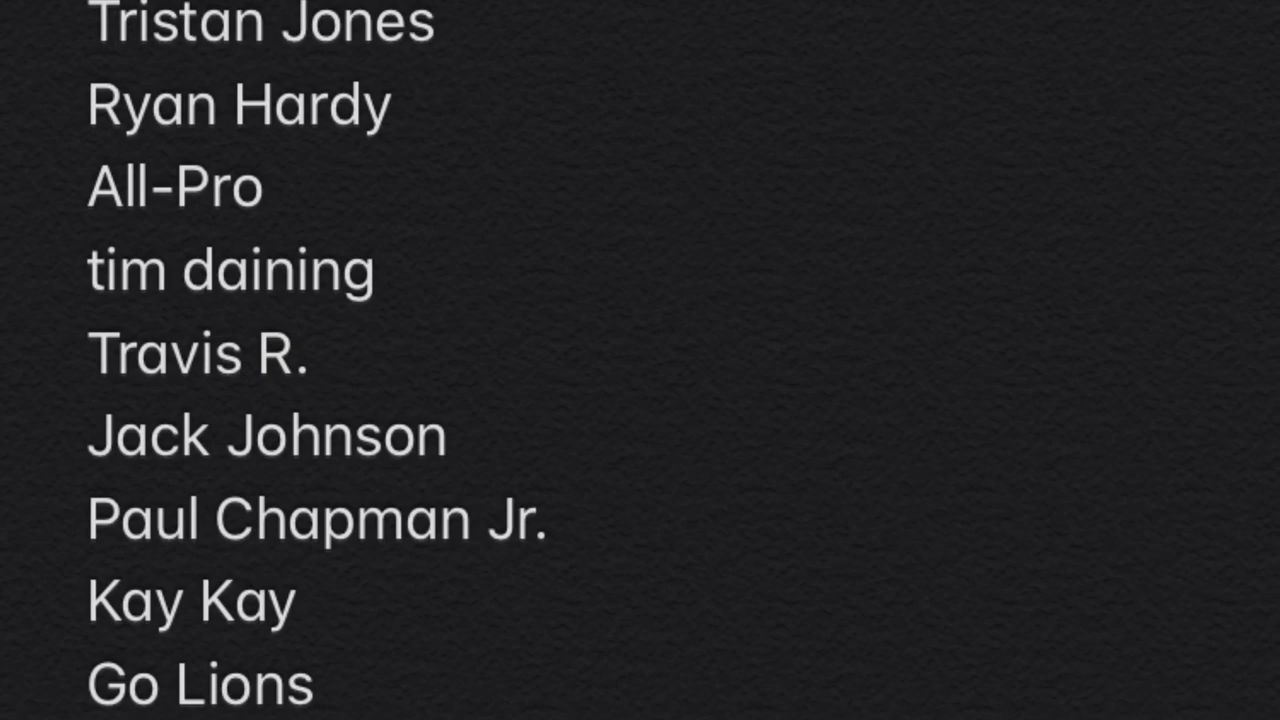 Tristan Jones
Ryan Hardy
All-Pro
tim daining
Travis R.
Jack Johnson
Paul Chapman Jr.
Kay Kay
Go Lions